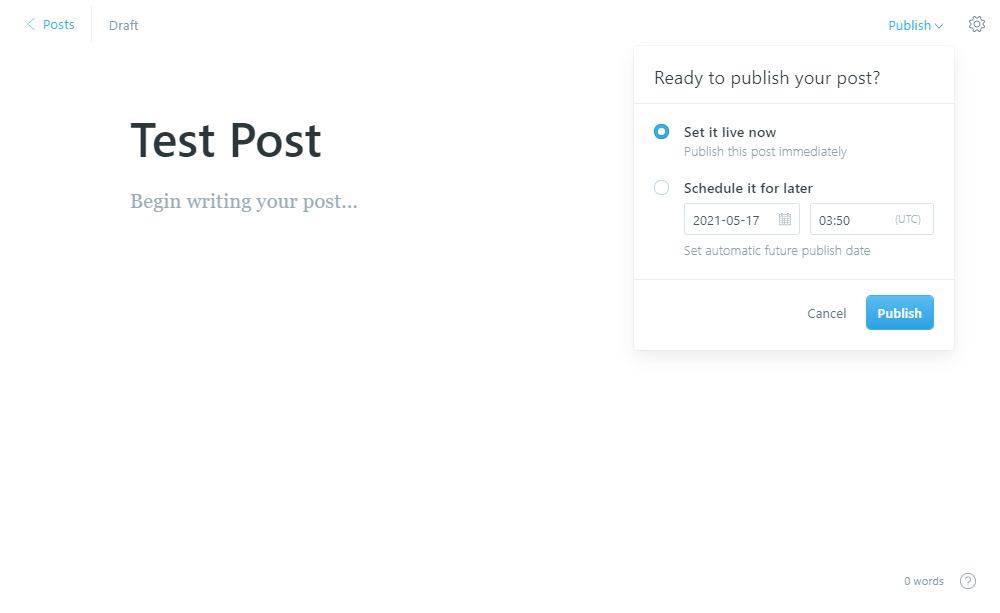 Posts
Draft
Publish
Ready to publish your post?
Set it live now
Publish this post immediately
Schedule it for later
2021-05-17
03:50
(UTC)
Set automatic future publish date
Cancel
Publish
Test Post
Begin writing your post...
0 words
?